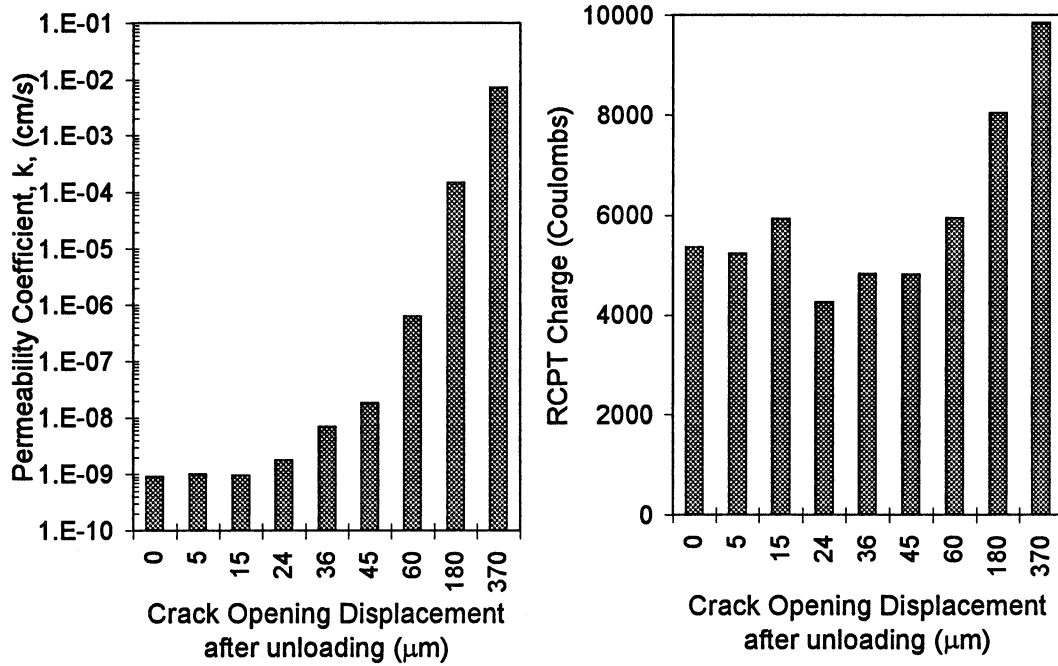 Permeability Coefficient, k, (cm/s)
1.E-01
1.E-02
1.E-03
1.E-04
1.E-05
1.E-06
1.E-07
1.E-08
1.E-09
1.E-10
0
5
15
24
36
45
60
180
370
Crack Opening Displacement
after unloading (μm)
RCPT Charge (Coulombs)
10000
8000
6000
4000
2000
0
0
5
15
24
36
45
60
180
370
Crack Opening Displacement
after unloading (μm)